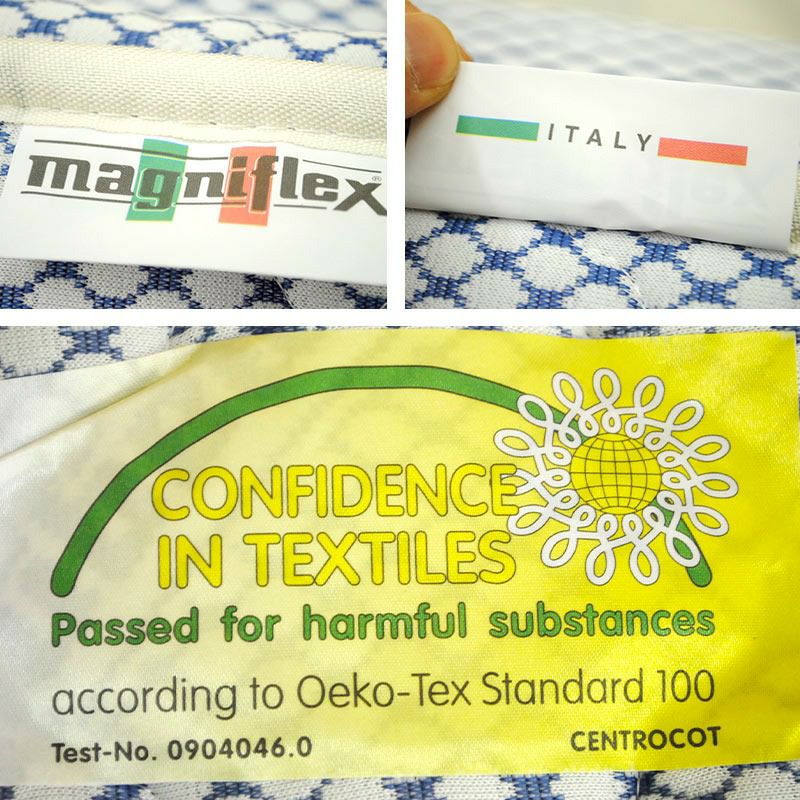 magniflex®
ITALY
CONFIDENCE
IN TEXTILES
Passed for harmful substances
according to Oeko-Tex Standard 100
Test-No. 0904046.0 CENTROCOT